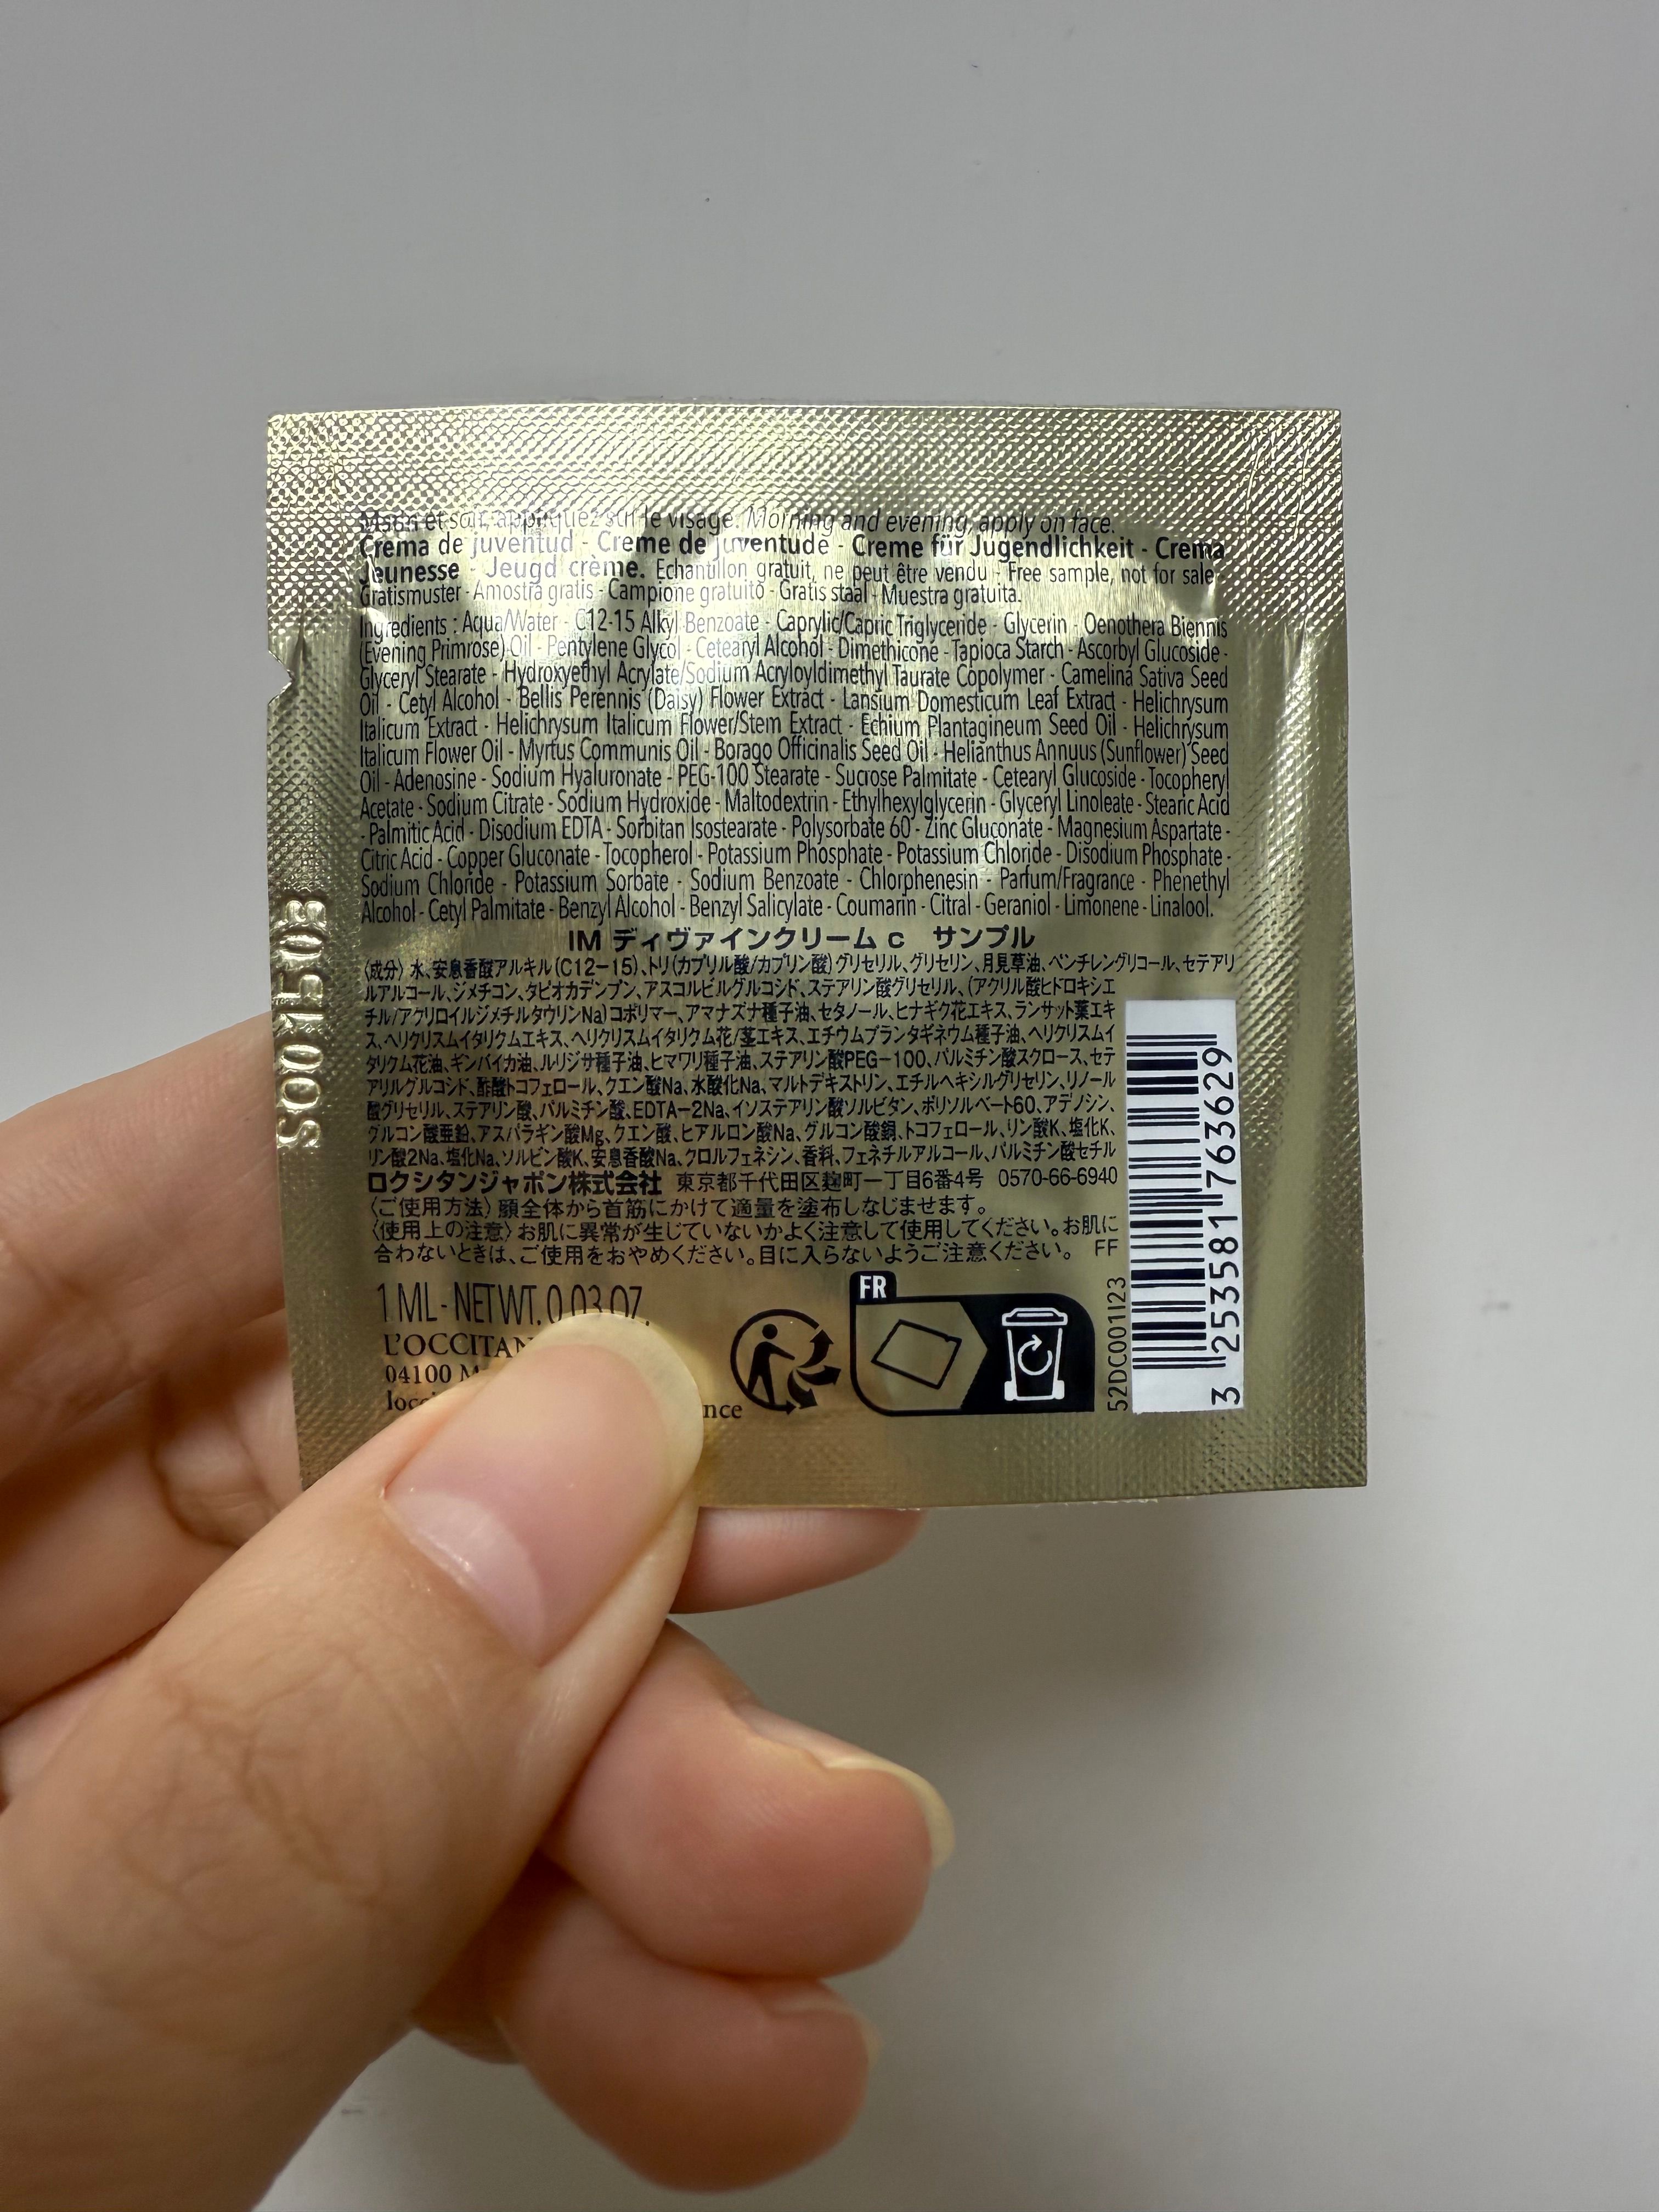 Matin et soir, appliquez sur le visage. Morning and evening, apply on face.
Crema de juventud - Creme de juventude - Creme für Jugendlichkeit - Crema
Jeunesse - Jeugd crème. Echantillon gratuit, ne peut être vendu - Free sample, not for sale -
Gratismuster - Amostra gratis - Campione gratuito - Gratis staal - Muestra gratuita.
Ingredients : Aqua/Water - C12-15 Alkyl Benzoate - Caprylic/Capric Triglyceride - Glycerin - Oenothera Biennis
(Evening Primrose) Oil - Pentylene Glycol - Cetearyl Alcohol - Dimethicone - Tapioca Starch - Ascorbyl Glucoside -
Glyceryl Stearate - Hydroxyethyl Acrylate/Sodium Acryloyldimethyl Taurate Copolymer - Camelina Sativa Seed
Oil - Cetyl Alcohol - Bellis Perennis (Daisy) Flower Extract - Lansium Domesticum Leaf Extract - Helichrysum
Italicum Extract - Helichrysum Italicum Flower/Stem Extract - Echium Plantagineum Seed Oil - Helichrysum
Italicum Flower Oil - Myrtus Communis Oil - Borago Officinalis Seed Oil - Helianthus Annuus (Sunflower) Seed
Oil - Adenosine - Sodium Hyaluronate - PEG-100 Stearate - Sucrose Palmitate - Cetearyl Glucoside - Tocopheryl
Acetate - Sodium Citrate - Sodium Hydroxide - Maltodextrin - Ethylhexylglycerin - Glyceryl Linoleate - Stearic Acid
- Palmitic Acid - Disodium EDTA - Sorbitan Isostearate - Polysorbate 60 - Zinc Gluconate - Magnesium Aspartate -
Citric Acid - Copper Gluconate - Tocopherol - Potassium Phosphate - Potassium Chloride - Disodium Phosphate -
Sodium Chloride - Potassium Sorbate - Sodium Benzoate - Chlorphenesin - Parfum/Fragrance - Phenethyl
Alcohol - Cetyl Palmitate - Benzyl Alcohol - Benzyl Salicylate - Coumarin - Citral - Geraniol - Limonene - Linalool.
IM ディヴァインクリーム c サンプル
〈成分〉水、安息香酸アルキル(C12−15)、トリ(カプリル酸/カプリン酸)グリセリル、グリセリン、月見草油、ペンチレングリコール、セテアリ
ルアルコール、ジメチコン、タピオカデンプン、アスコルビルグルコシド、ステアリン酸グリセリル、(アクリル酸ヒドロキシエ
チル/アクリロイルジメチルタウリンNa)コポリマー、アマナズナ種子油、セタノール、ヒナギク花エキス、ランサット葉エキ
ス、ヘリクリスムイタリクムエキス、ヘリクリスムイタリクム花/茎エキス、エチウムプランタギネウム種子油、ヘリクリスムイ
タリクム花油、ギンバイカ油、ルリジサ種子油、ヒマワリ種子油、ステアリン酸PEG−100、パルミチン酸スクロース、セテ
アリルグルコシド、酢酸トコフェロール、クエン酸Na、水酸化Na、マルトデキストリン、エチルヘキシルグリセリン、リノール
酸グリセリル、ステアリン酸、パルミチン酸、EDTA−2Na、イソステアリン酸ソルビタン、ポリソルベート60、アデノシン、
グルコン酸亜鉛、アスパラギン酸Mg、クエン酸、ヒアルロン酸Na、グルコン酸銅、トコフェロール、リン酸K、塩化K、
リン酸2Na、塩化Na、ソルビン酸K、安息香酸Na、クロルフェネシン、香料、フェネチルアルコール、パルミチン酸セチル
ロクシタンジャポン株式会社 東京都千代田区麹町一丁目6番4号 0570-66-6940
〈ご使用方法〉顔全体から首筋にかけて適量を塗布しなじませます。
〈使用上の注意〉お肌に異常が生じていないかよく注意して使用してください。お肌に
合わないときは、ご使用をおやめください。目に入らないようご注意ください。 FF
1 ML - NET WT. 0.03 OZ.
L'OCCITAN
04100 M
FR
52DC001123
3 253581 763629
S001E03